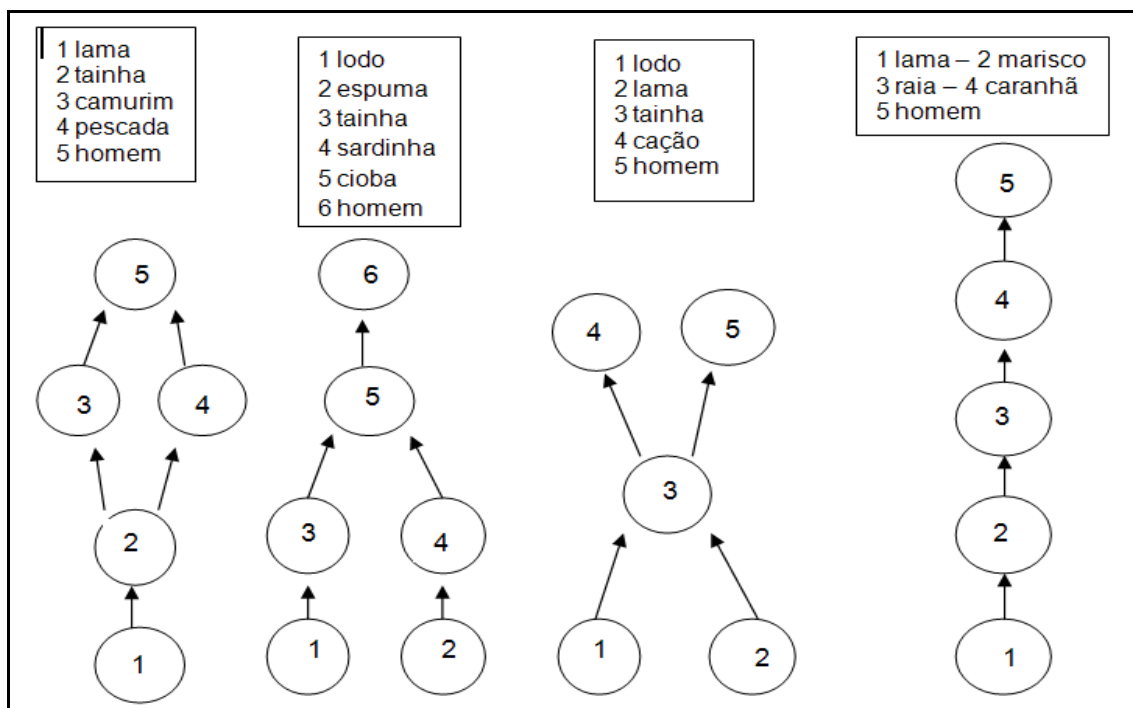 1 lama
2 tainha
3 camurim
4 pescada
5 homem
1 lodo
2 espuma
3 tainha
4 sardinha
5 cioba
6 homem
1 lodo
2 lama
3 tainha
4 cação
5 homem
1 lama – 2 marisco
3 raia – 4 caranhã
5 homem
5
3
4
2
1
6
5
3
4
1
2
4
5
3
1
2
5
4
3
2
1